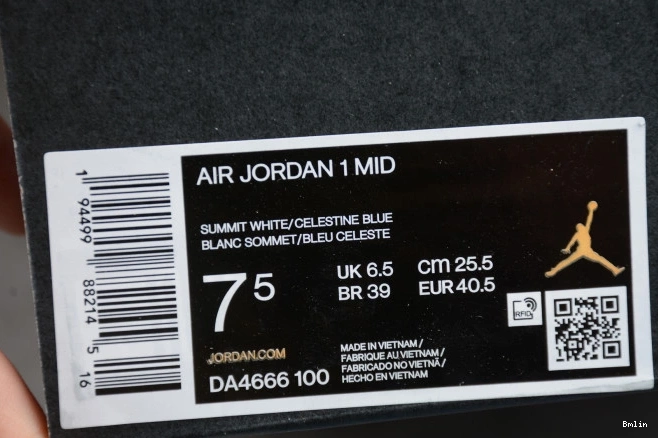 AIR JORDAN 1 MID
SUMMIT WHITE/CELESTINE BLUE
BLANC SOMMET/BLEU CELESTE
7 5
UK 6.5 CM 25.5
BR 39 EUR 40.5
RFID
JORDAN.COM
DA4666 100
MADE IN VIETNAM /
FABRIQUE AU VIETNAM /
FABRICADO NO VIETNÃ /
HECHO EN VIETNAM
1 94499 88214 5 16
Bmlin